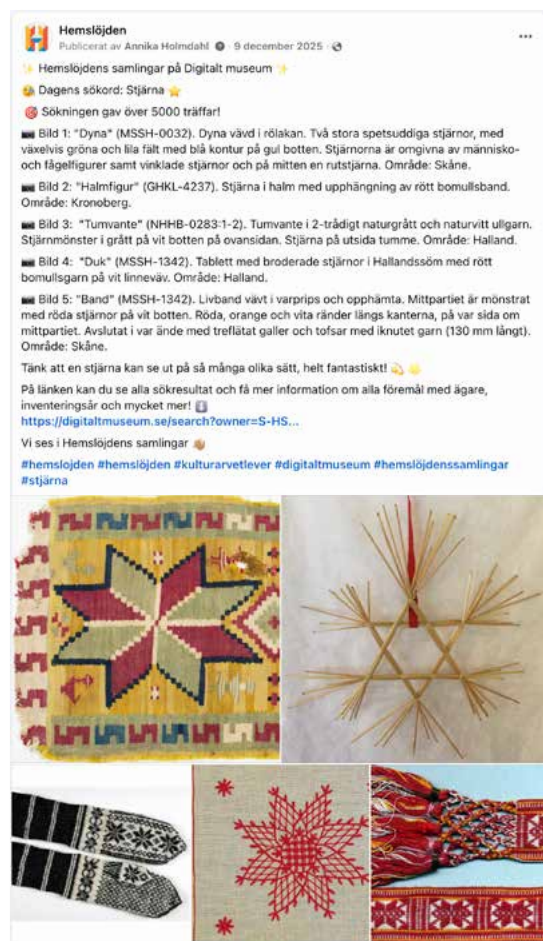 Hemslöjden
Publicerat av Annika Holmdahl · 9 december 2025 ·
✨ Hemslöjdens samlingar på Digitalt museum ✨
Dagens sökord: Stjärna ⭐
🎯 Sökningen gav över 5000 träffar!
📷 Bild 1: "Dyna" (MSSH-0032). Dyna vävd i rölakan. Två stora spetsuddiga stjärnor, med
växelvis gröna och lila fält med blå kontur på gul botten. Stjärnorna är omgivna av människo-
och fågelfigurer samt vinklade stjärnor och på mitten en rutstjärna. Område: Skåne.
📷 Bild 2: "Halmfigur" (GHKL-4237). Stjärna i halm med upphängning av rött bomullsband.
Område: Kronoberg.
📷 Bild 3: "Tumvante" (NHHB-0283:1-2). Tumvante i 2-trådigt naturgrått och naturvitt ullgarn.
Stjärnmönster i grått på vit botten på ovansidan. Stjärna på utsida tumme. Område: Halland.
📷 Bild 4: "Duk" (MSSH-1342). Tablett med broderade stjärnor i Hallandssöm med rött
bomullsgarn på vit linneväv. Område: Halland.
📷 Bild 5: "Band" (MSSH-1342). Livband vävt i varprips och opphämta. Mittpartiet är mönstrat
med röda stjärnor på vit botten. Röda, orange och vita ränder längs kanterna, på var sida om
mittpartiet. Avslutat i var ände med treflätat galler och tofsar med iknutet garn (130 mm långt).
Område: Skåne.
Tänk att en stjärna kan se ut på så många olika sätt, helt fantastiskt! 💫 🌟
På länken kan du se alla sökresultat och få mer information om alla föremål med ägare,
inventeringsår och mycket mer! ⬇️
https://digitaltmuseum.se/search?owner=S-HS...
Vi ses i Hemslöjdens samlingar 👋🏽
#hemslojden #hemslöjden #kulturarvetlever #digitaltmuseum #hemslöjdenssamlingar
#stjärna